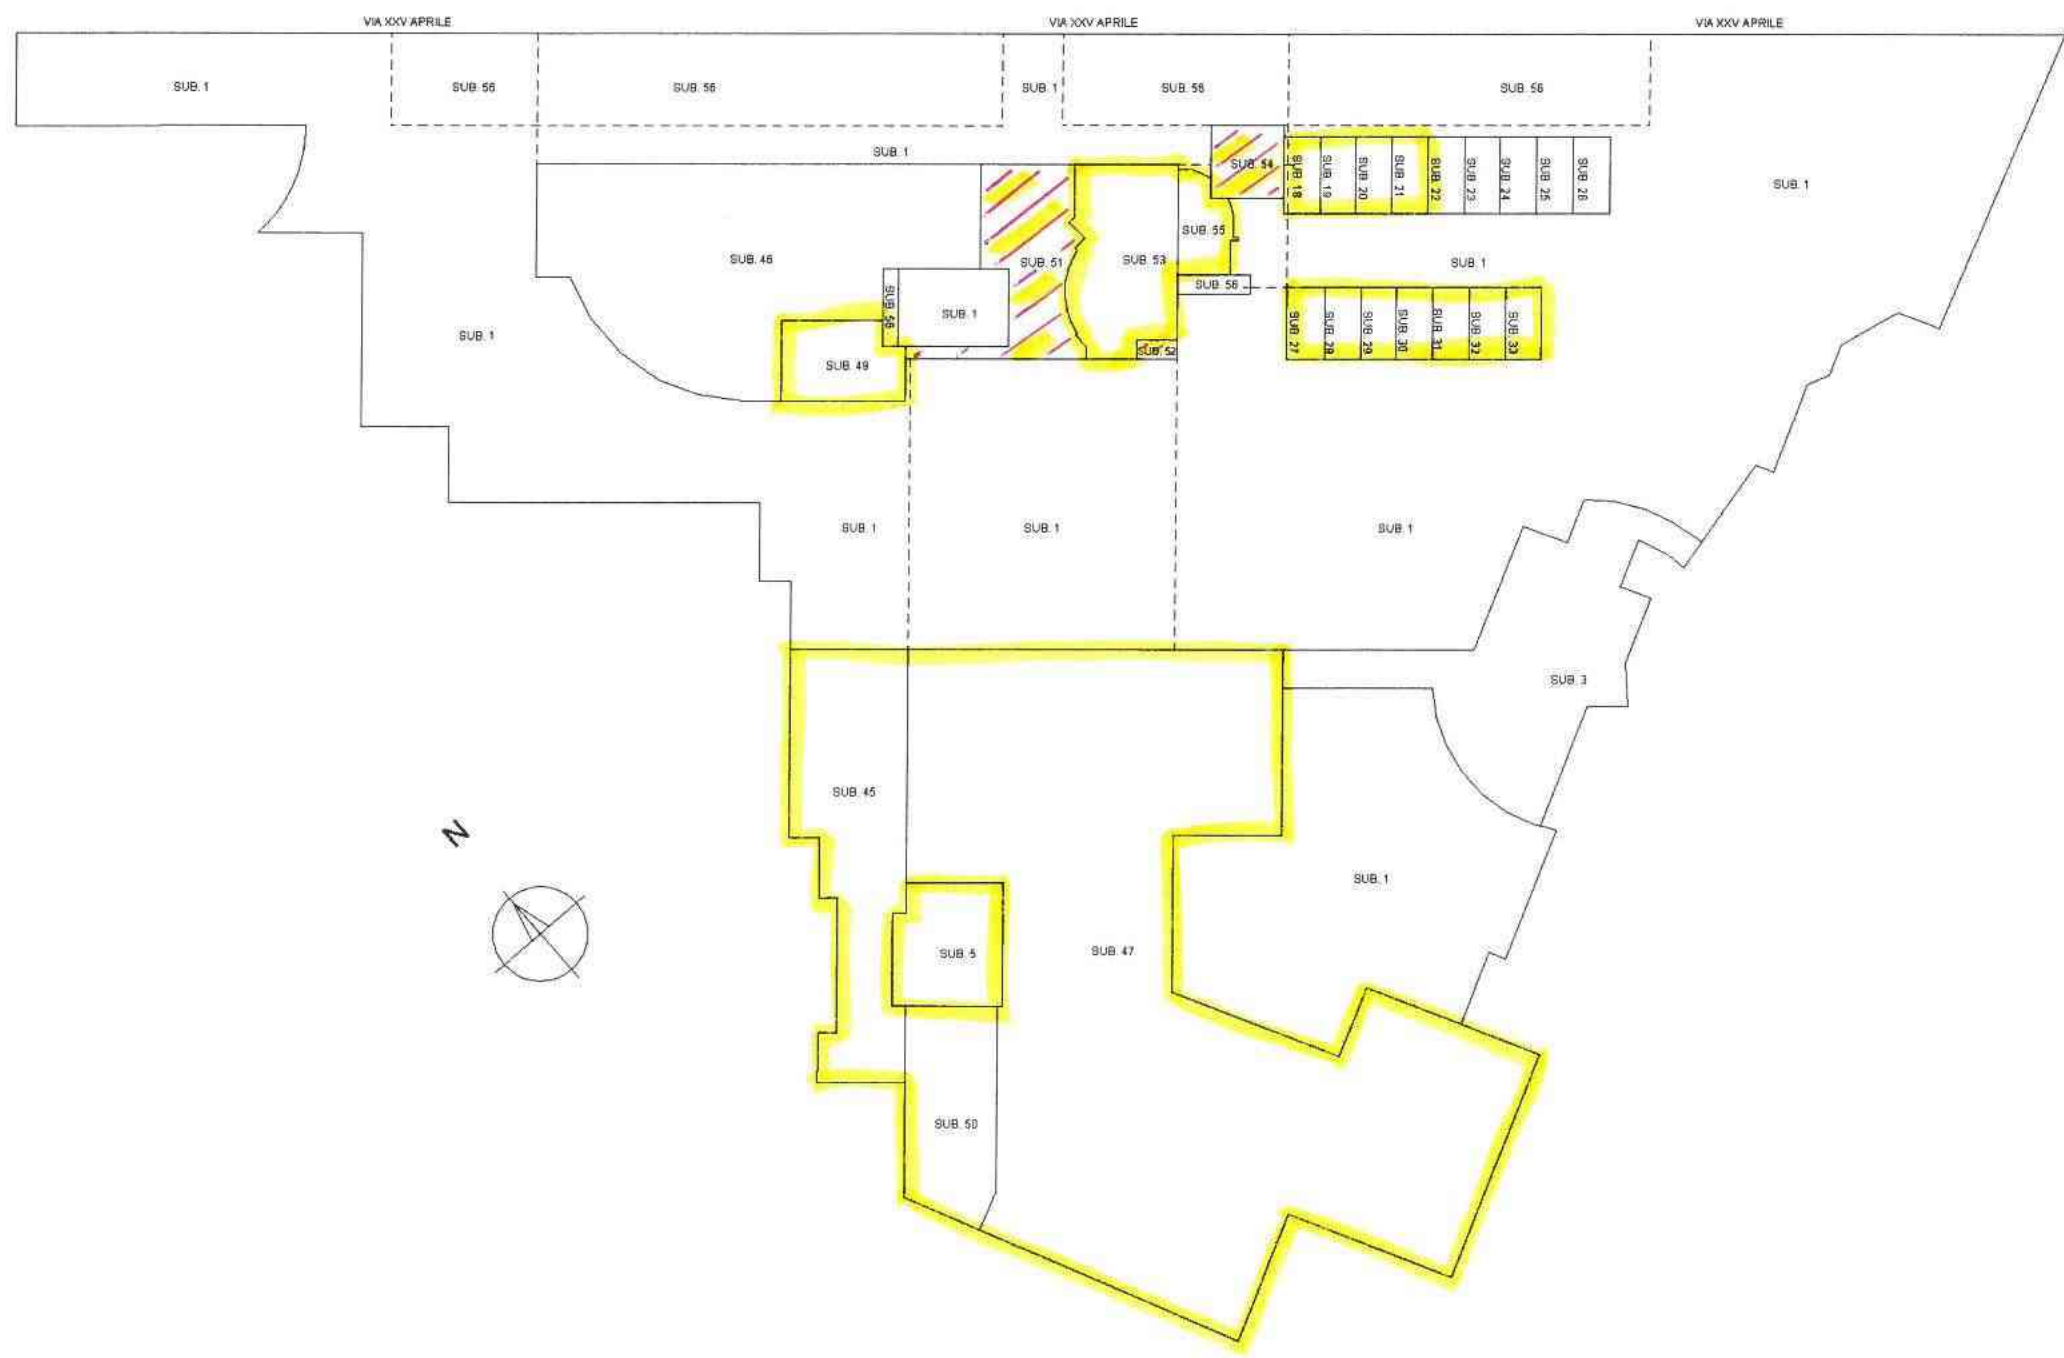 VIA XXV APRILE VIA XXV APRILE VIA XXV APRILE
SUB. 1 SUB. 56 SUB. 56 SUB. 1 SUB. 56 SUB. 56
SUB. 1 SUB. 54 SUB. 18 SUB. 19 SUB. 20 SUB. 21 SUB. 22 SUB. 23 SUB. 24 SUB. 25 SUB. 26 SUB. 1
SUB. 46 SUB. 51 SUB. 53 SUB. 55 SUB. 1
SUB. 56
SUB. 1 SUB. 56 SUB. 1 SUB. 27 SUB. 28 SUB. 29 SUB. 30 SUB. 31 SUB. 32 SUB. 33
SUB. 49 SUB. 52
SUB. 1 SUB. 1 SUB. 1
SUB. 3
SUB. 45
N
SUB. 1
SUB. 5 SUB. 47
SUB. 50